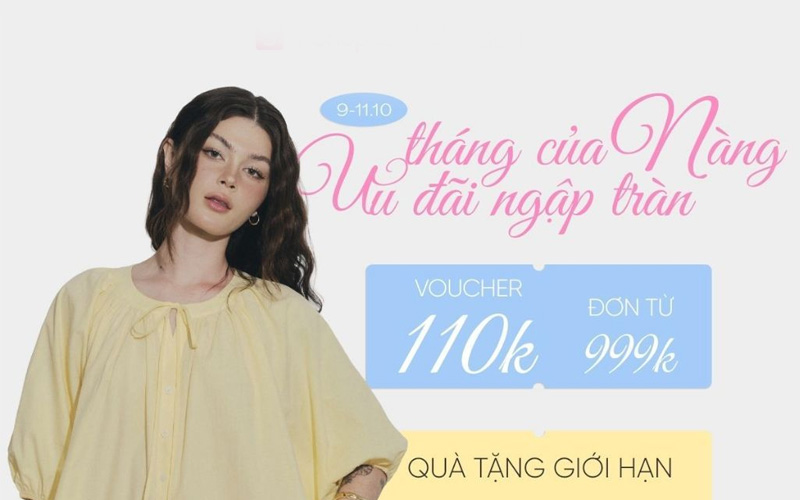 9-11.10
tháng của Nàng
Ưu đãi ngập tràn
VOUCHER
110k
ĐƠN TỪ
999k
QUÀ TẶNG GIỚI HẠN